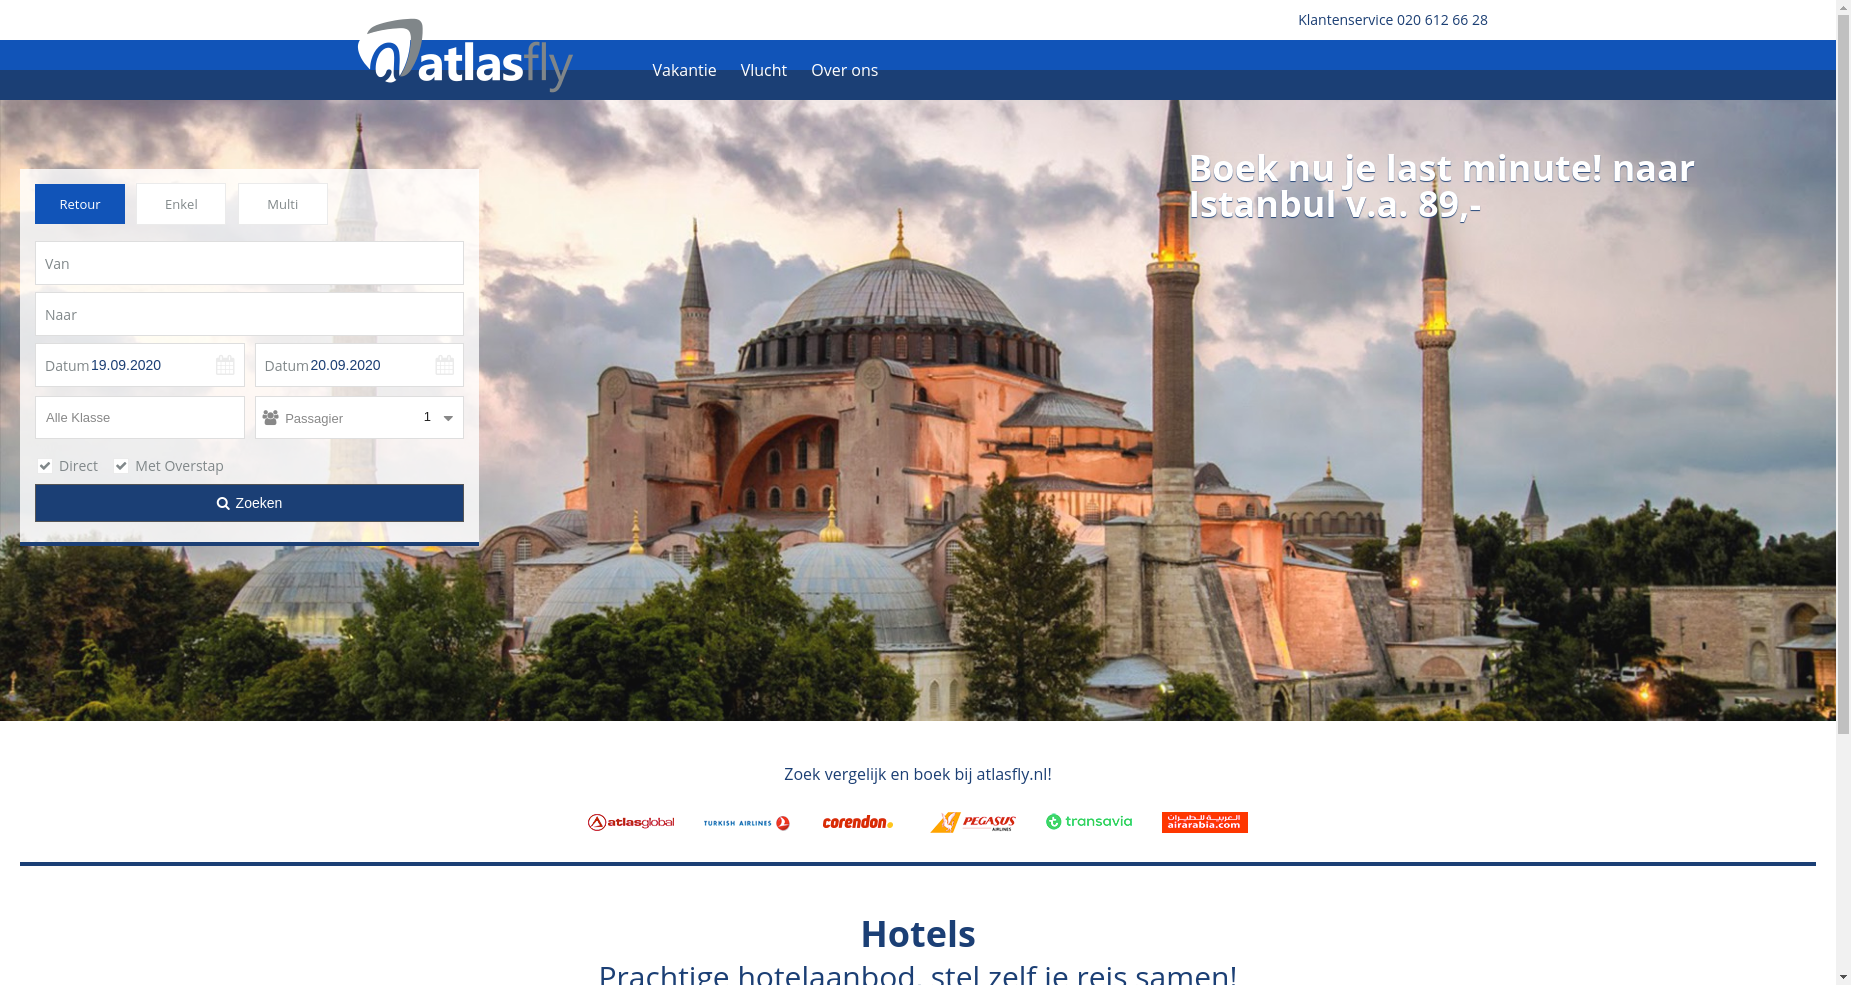 Klantenservice 020 612 66 28
atlasfly
Vakantie Vlucht Over ons
Boek nu je last minute! naar
Istanbul v.a. 89,-
Retour Enkel Multi
Van
Naar
Datum 19.09.2020 Datum 20.09.2020
Alle Klasse Passagier 1
Direct Met Overstap
Zoeken
Zoek vergelijk en boek bij atlasfly.nl!
atlasglobal TURKISH AIRLINES corendon PEGASUS AIRLINES transavia العربية للطيران airarabia.com
Hotels
Prachtige hotelaanbod, stel zelf je reis samen!